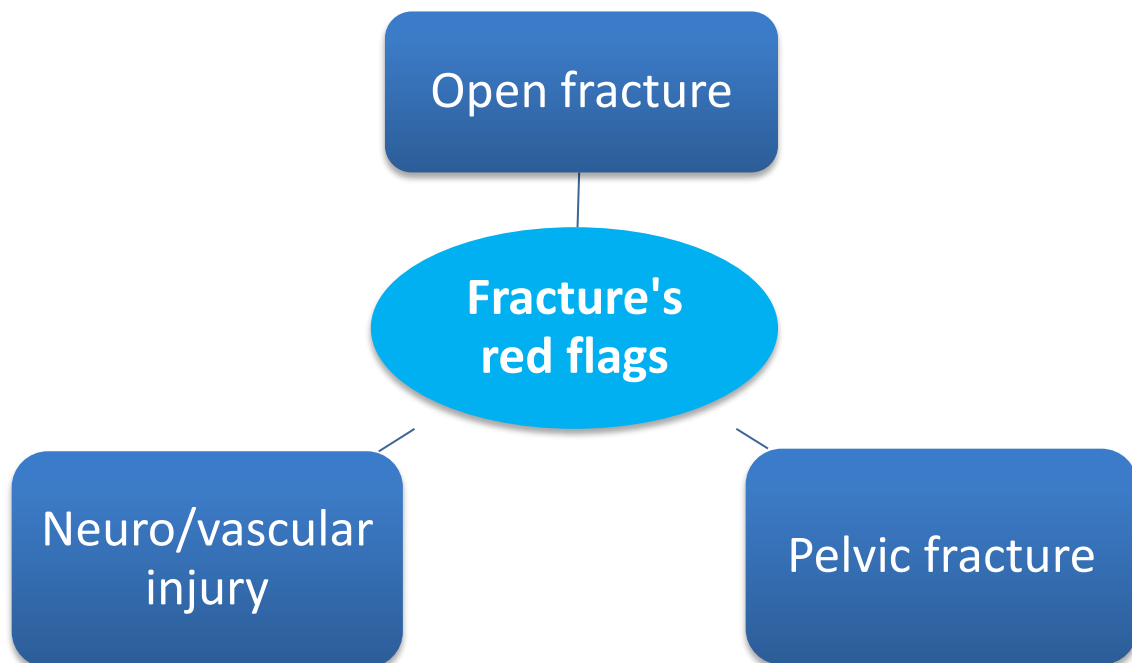 Open fracture
Fracture's
red flags
Neuro/vascular
injury
Pelvic fracture